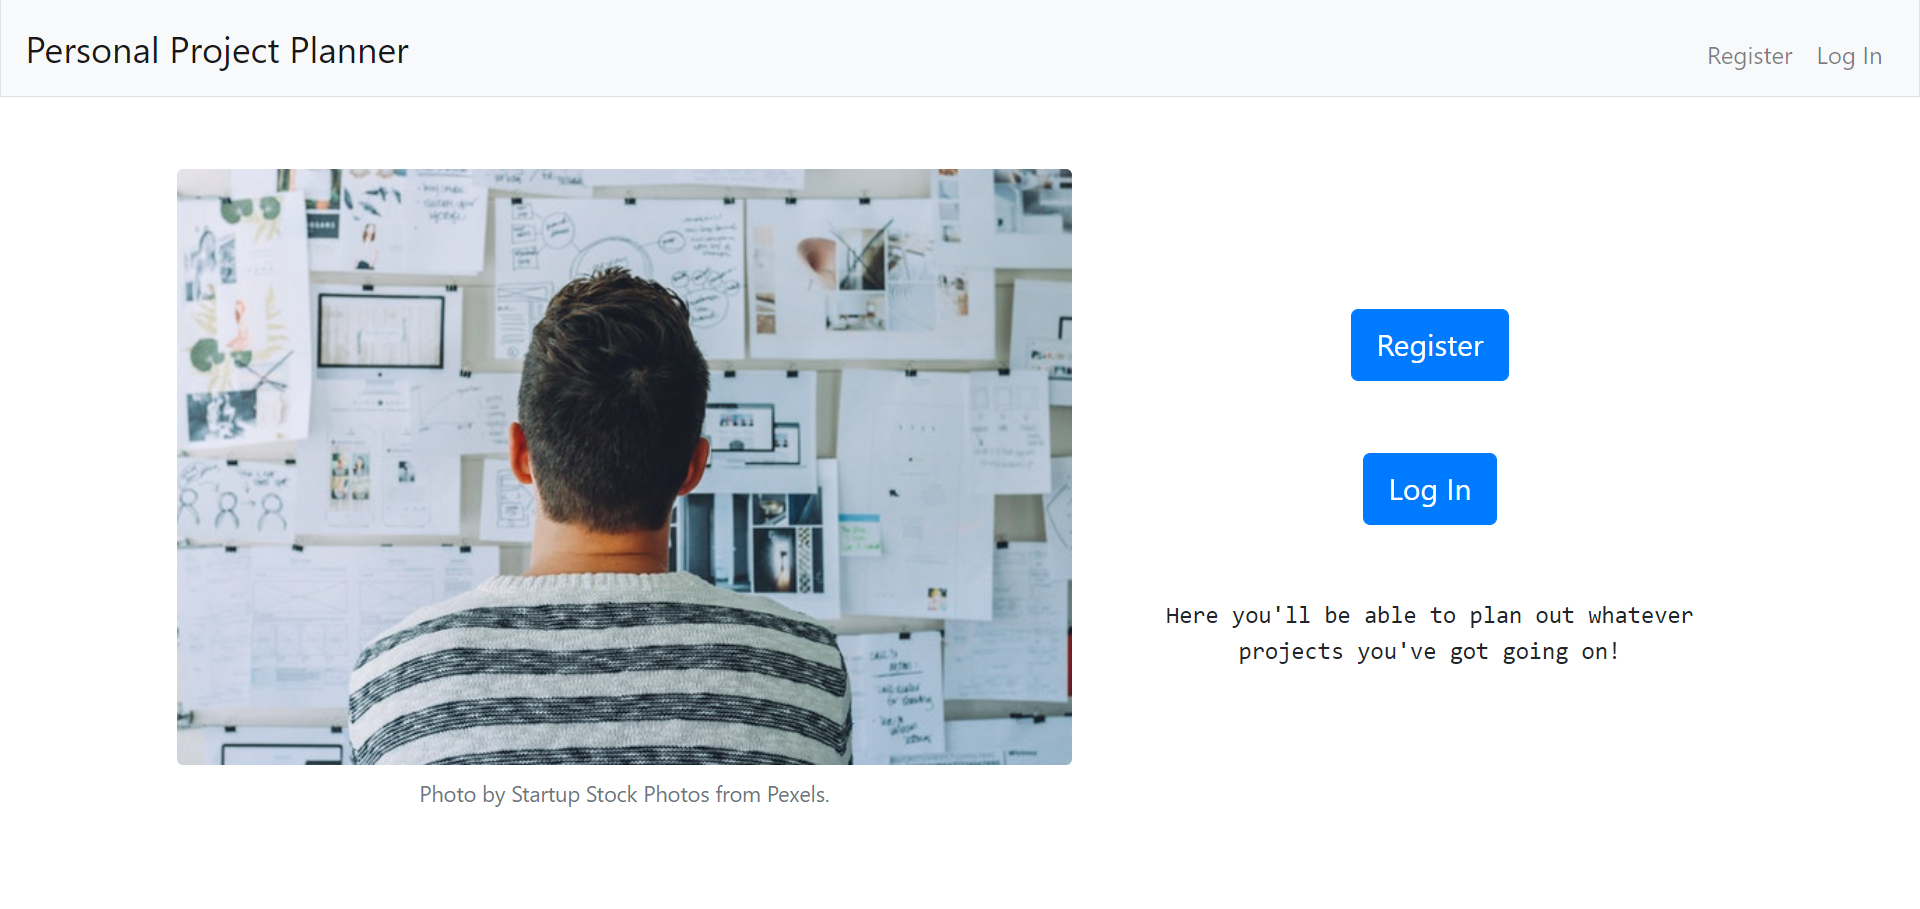 Personal Project Planner
Register Log In
Register
Log In
Here you'll be able to plan out whatever
projects you've got going on!
Photo by Startup Stock Photos from Pexels.